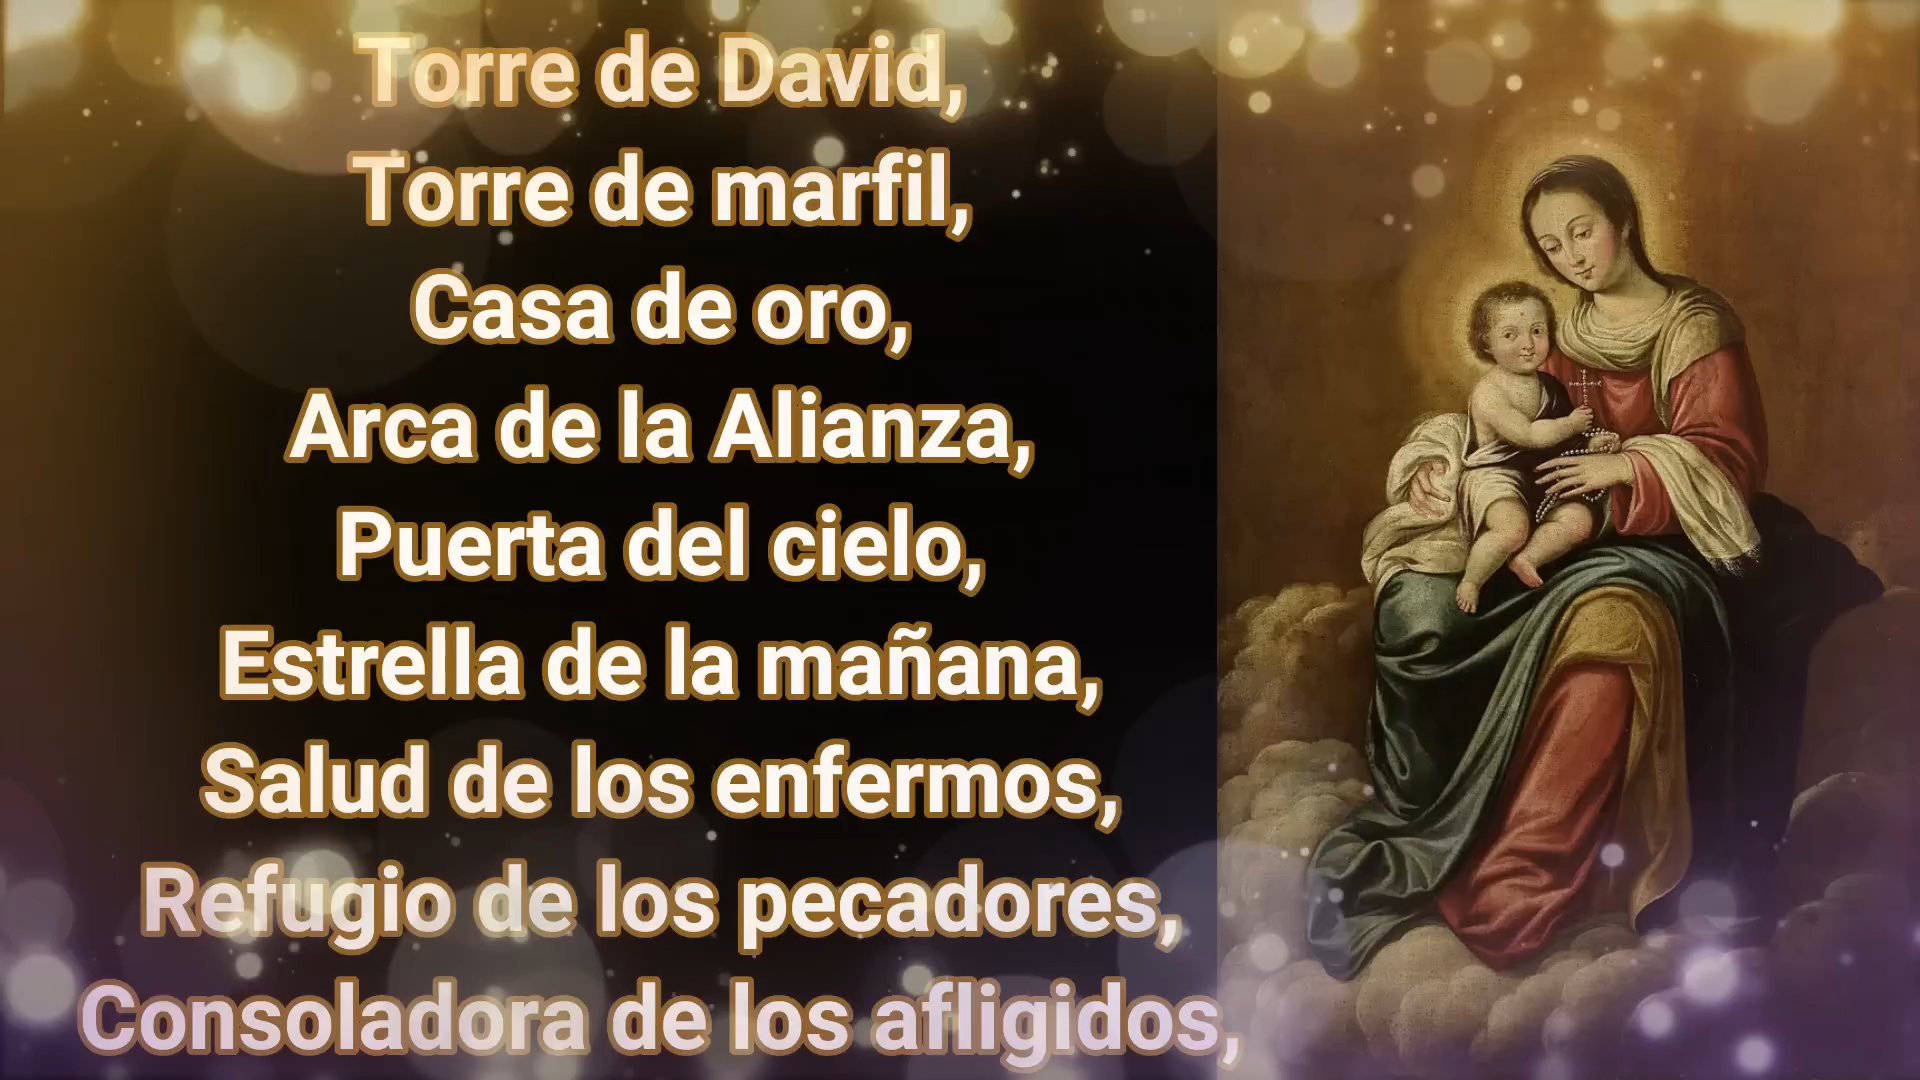 Torre de David,
Torre de marfil,
Casa de oro,
Arca de la Alianza,
Puerta del cielo,
Estrella de la mañana,
Salud de los enfermos,
Refugio de los pecadores,
Consoladora de los afligidos,